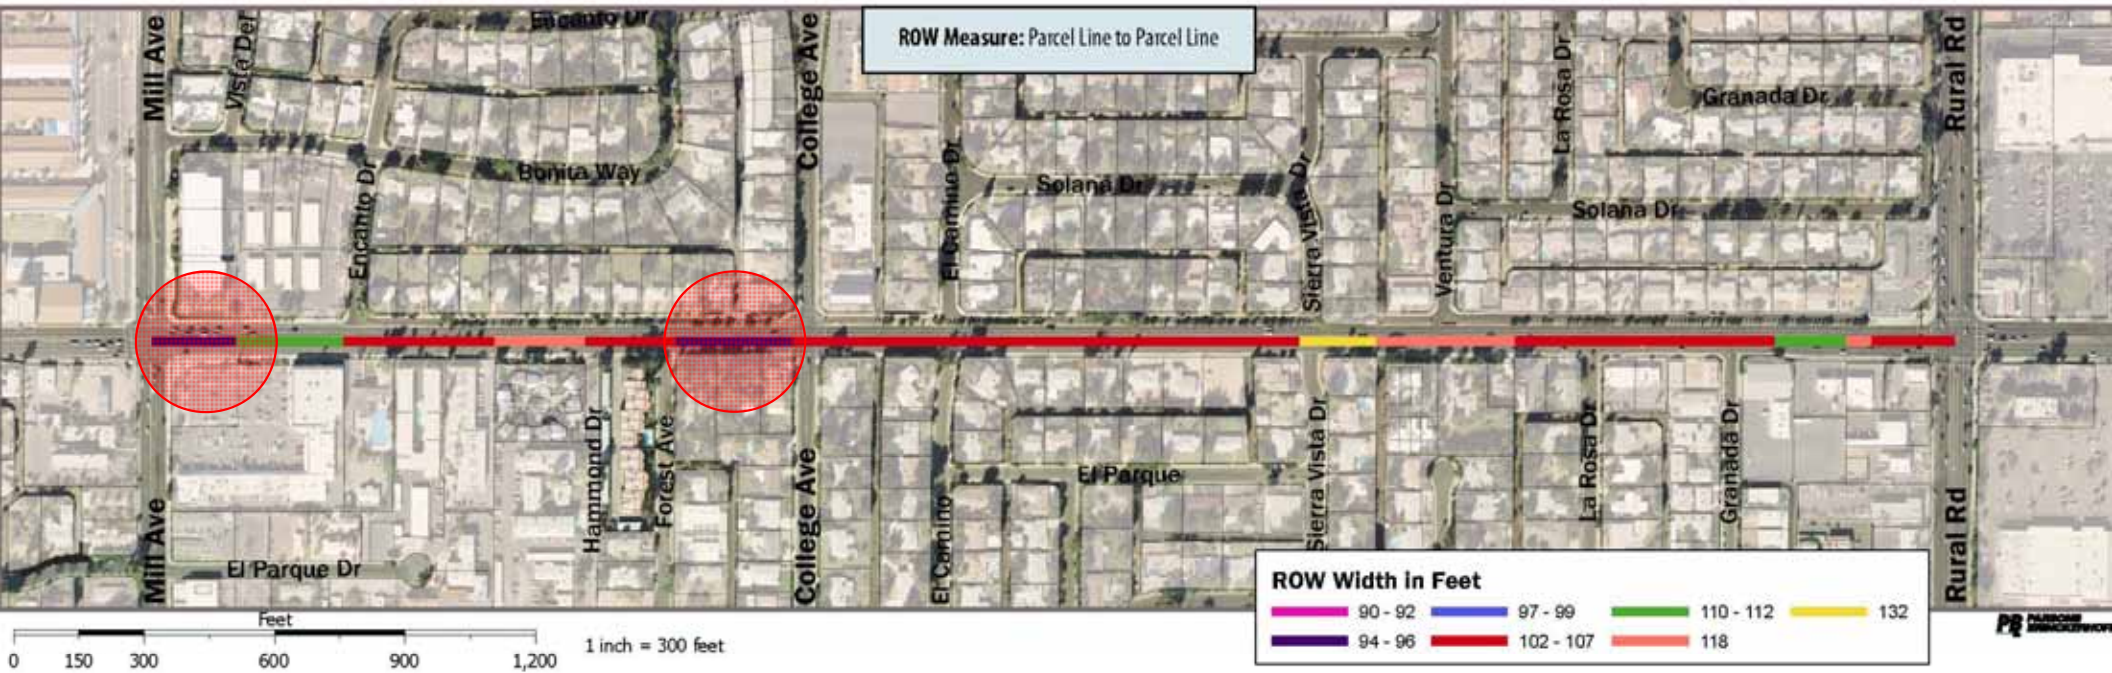 Encanto Dr
Mill Ave
Vista Del
College Ave
ROW Measure: Parcel Line to Parcel Line
La Rosa Dr
Rural Rd
Granada Dr
Encanto Dr
Bonita Way
El Camino Dr
Solana Dr
Sierra Vista Dr
Ventura Dr
Solana Dr
Mill Ave
El Parque Dr
Hammond Dr
Forest Ave
College Ave
El Camino
El Parque
Sierra Vista Dr
La Rosa Dr
Granada Dr
Rural Rd
ROW Width in Feet
90 - 92
97 - 99
110 - 112
132
94 - 96
102 - 107
118
Feet
0 150 300 600 900 1,200
1 inch = 300 feet
PARSONS
BRINCKERHOFF